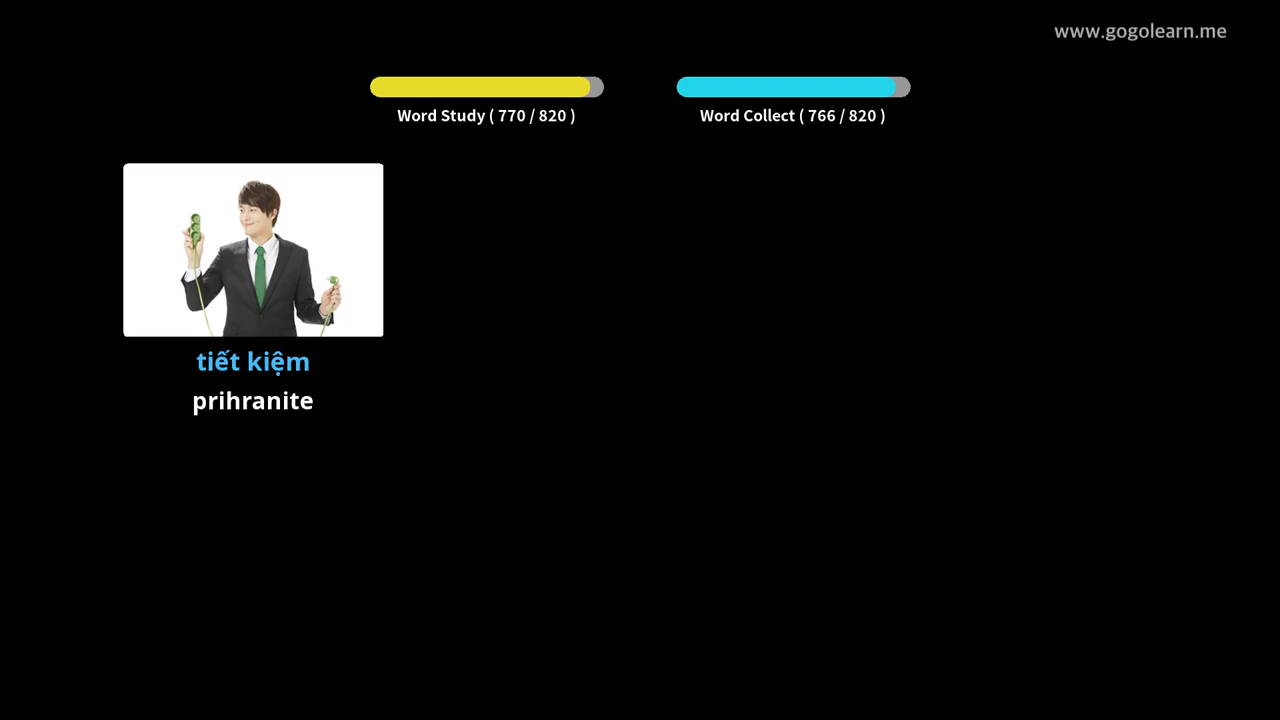 www.gogolearn.me
Word Study ( 770 / 820 )
Word Collect ( 766 / 820 )
tiết kiệm
prihranite